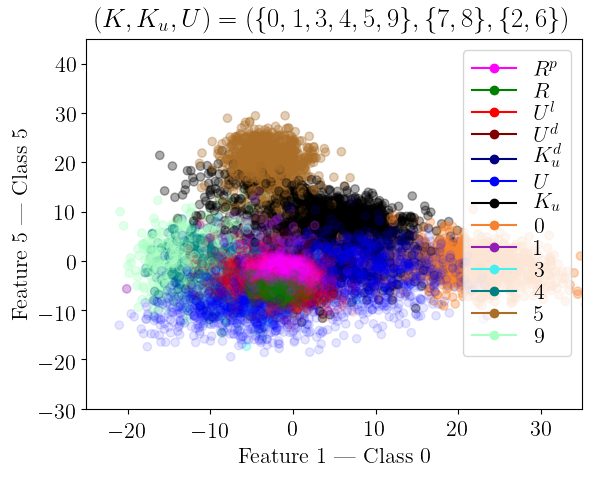 (K, K_u, U) = ({0, 1, 3, 4, 5, 9}, {7, 8}, {2, 6})
40
30
20
10
0
−10
−20
−30
Feature 5 — Class 5
−20 −10 0 10 20 30
Feature 1 — Class 0
R^p
R
U^l
U^d
K_u^d
U
K_u
0
1
3
4
5
9